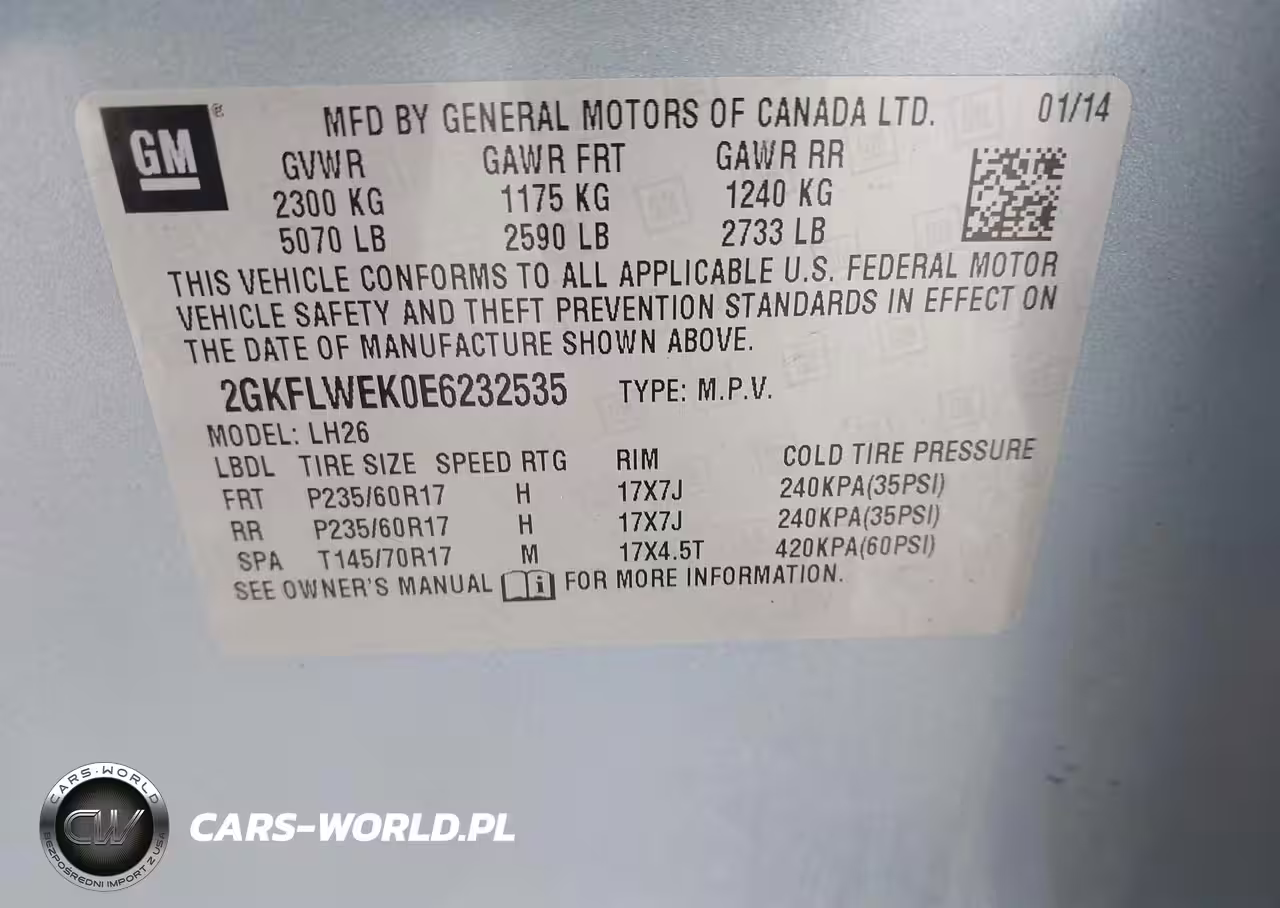 GM ®
MFD BY GENERAL MOTORS OF CANADA LTD. 01/14
GVWR GAWR FRT GAWR RR
2300 KG 1175 KG 1240 KG
5070 LB 2590 LB 2733 LB
THIS VEHICLE CONFORMS TO ALL APPLICABLE U.S. FEDERAL MOTOR
VEHICLE SAFETY AND THEFT PREVENTION STANDARDS IN EFFECT ON
THE DATE OF MANUFACTURE SHOWN ABOVE.
2GKFLWEK0E6232535 TYPE: M.P.V.
MODEL: LH26
LBDL TIRE SIZE SPEED RTG RIM COLD TIRE PRESSURE
FRT P235/60R17 H 17X7J 240KPA(35PSI)
RR P235/60R17 H 17X7J 240KPA(35PSI)
SPA T145/70R17 M 17X4.5T 420KPA(60PSI)
SEE OWNER'S MANUAL i FOR MORE INFORMATION.
CARS-WORLD
CW
BEZPOŚREDNI IMPORT Z USA
CARS-WORLD.PL